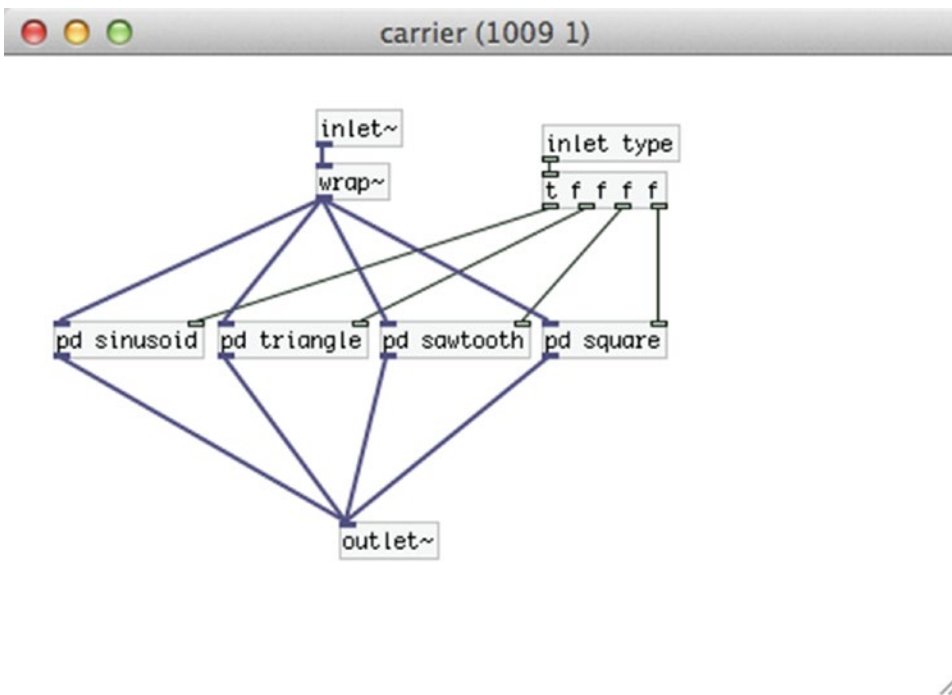 carrier (1009 1)
inlet~
inlet type
wrap~
t f f f f
pd sinusoid
pd triangle
pd sawtooth
pd square
outlet~